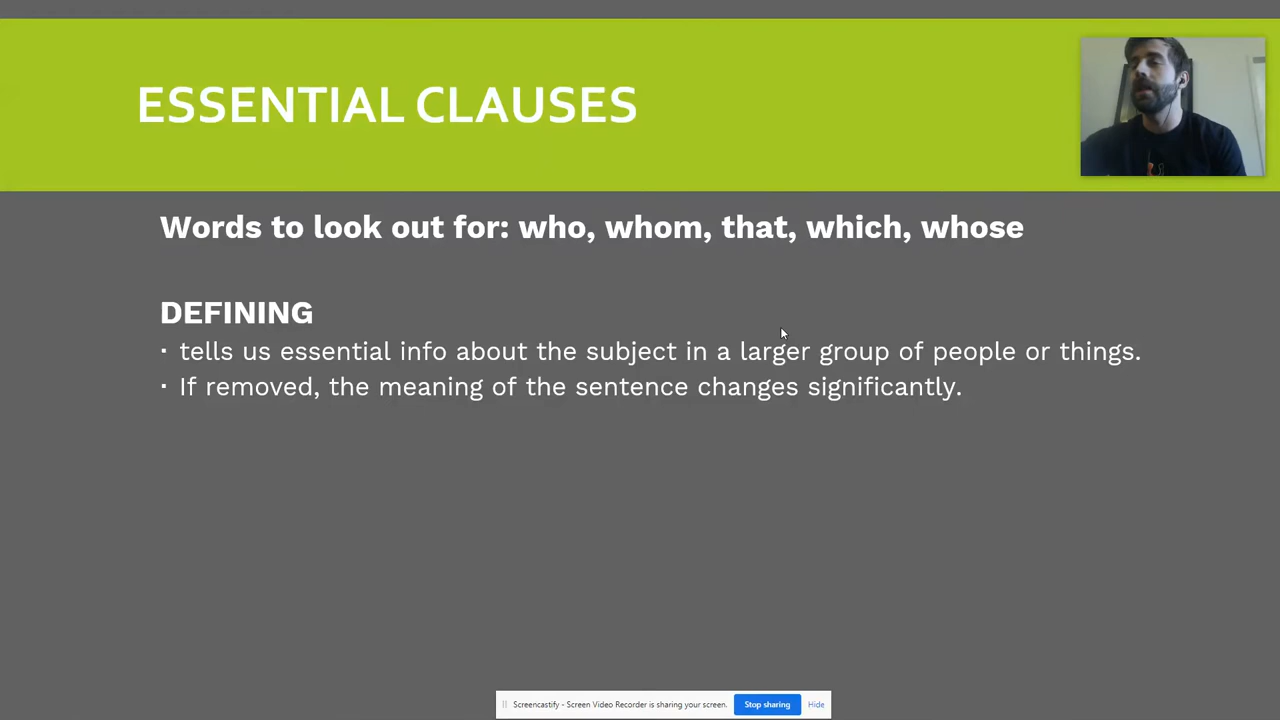 ESSENTIAL CLAUSES
Words to look out for: who, whom, that, which, whose
DEFINING
▪ tells us essential info about the subject in a larger group of people or things.
▪ If removed, the meaning of the sentence changes significantly.
Screencastify - Screen Video Recorder is sharing your screen. Stop sharing Hide